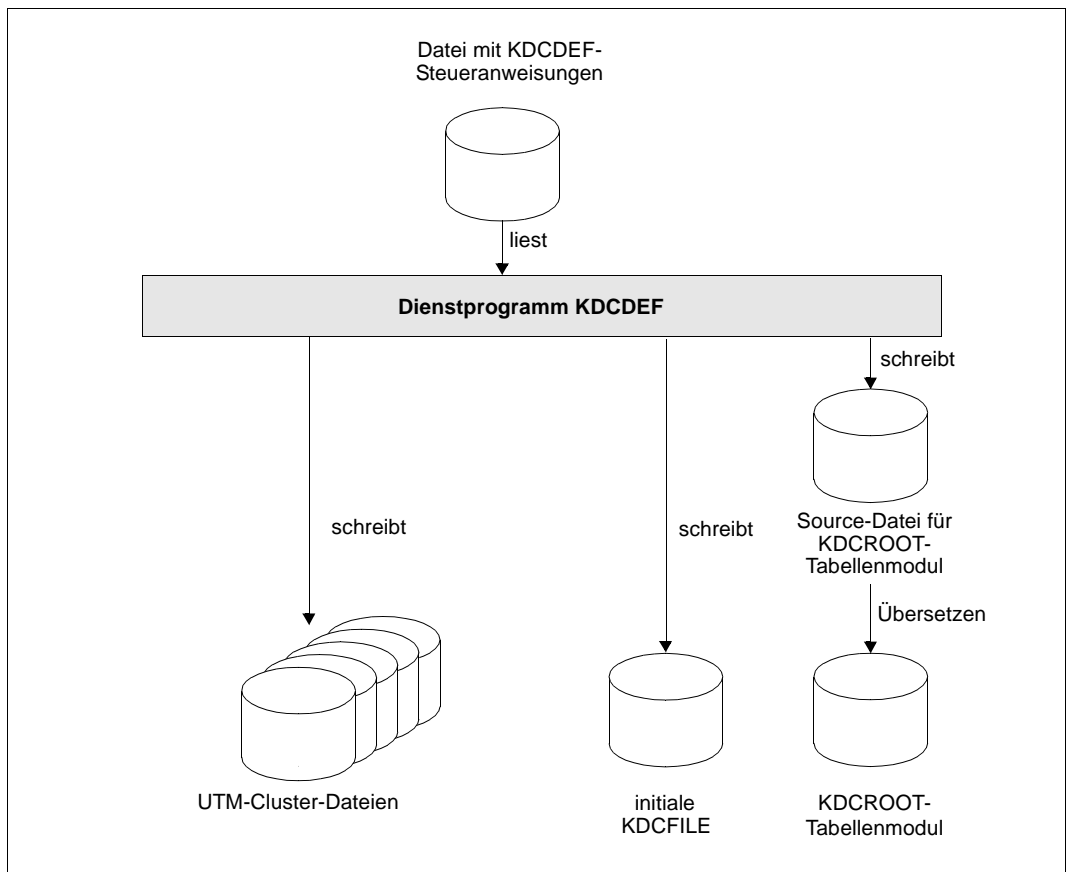 Datei mit KDCDEF-
Steueranweisungen
liest
Dienstprogramm KDCDEF
schreibt
schreibt
schreibt
Source-Datei für
KDCROOT-
Tabellenmodul
Übersetzen
UTM-Cluster-Dateien
initiale
KDCFILE
KDCROOT-
Tabellenmodul